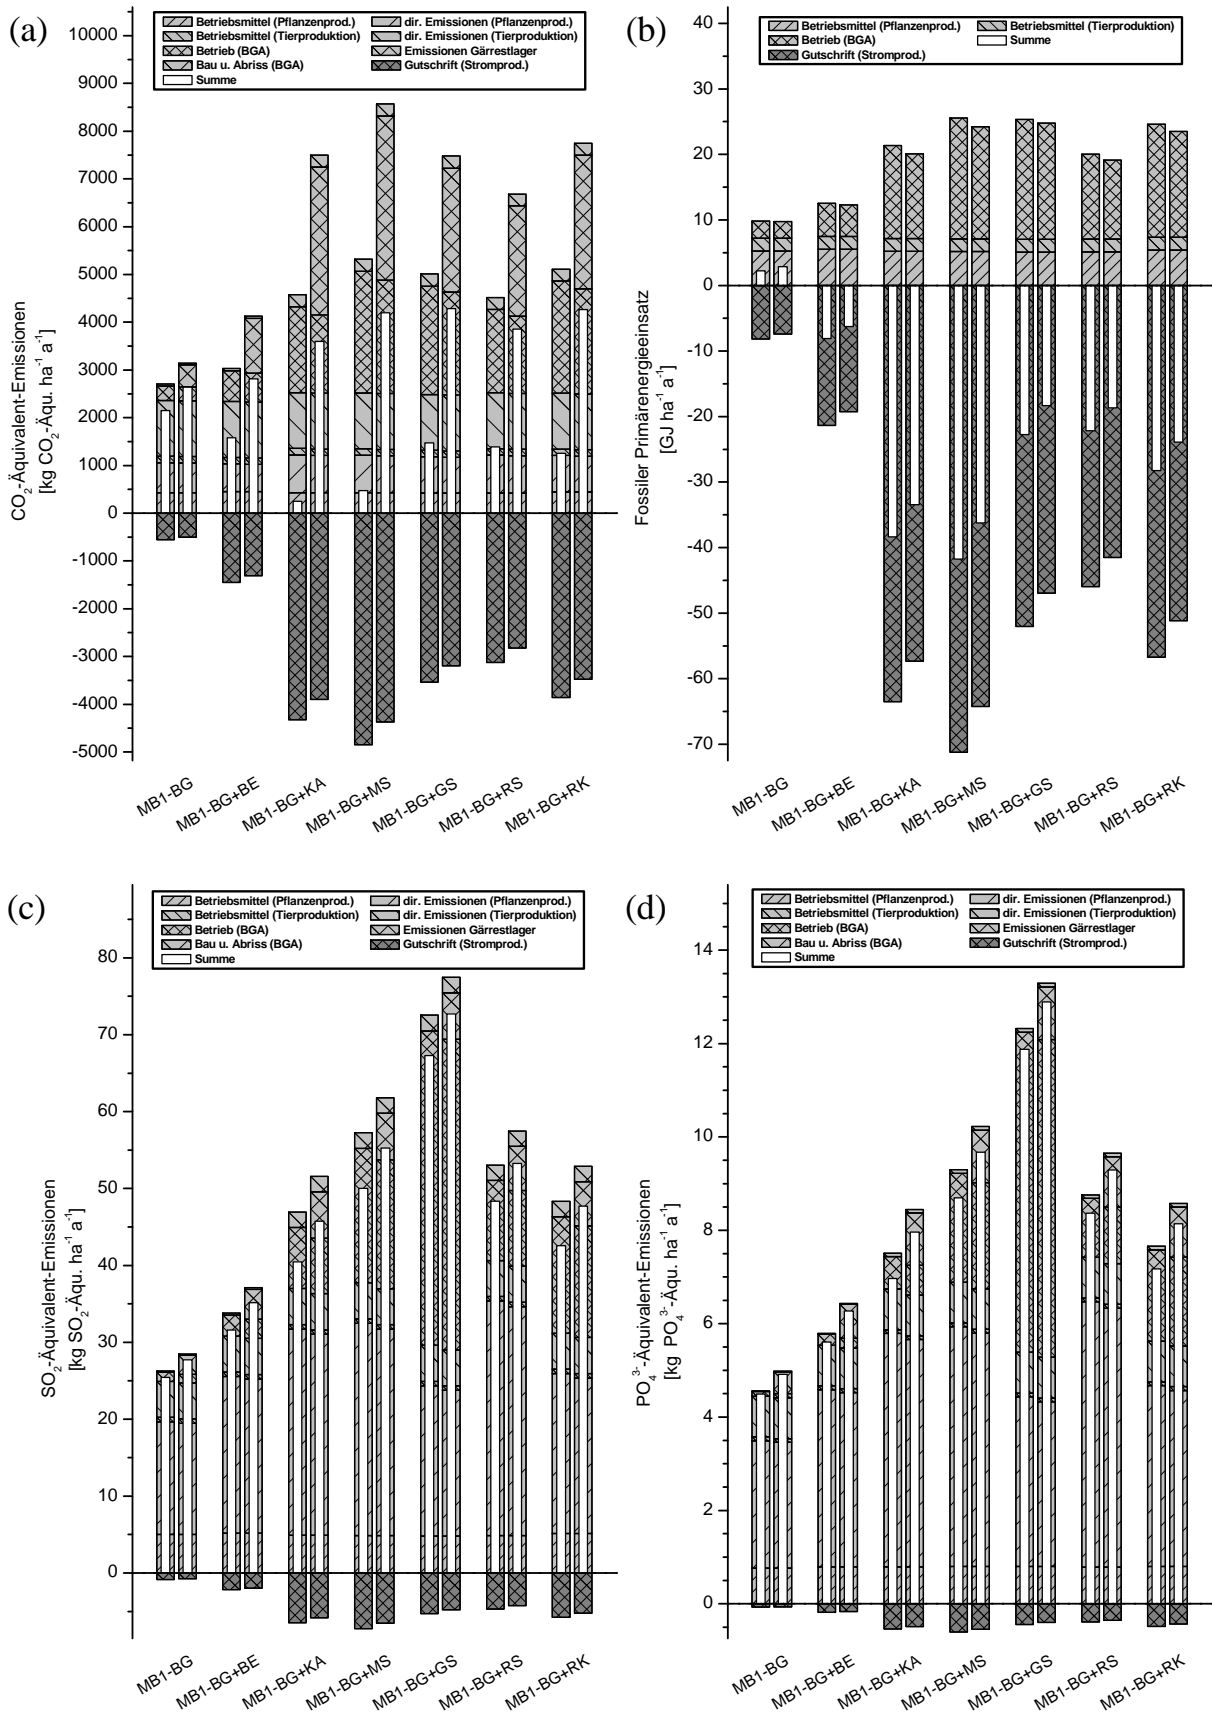 (a)
Betriebsmittel (Pflanzenprod.)
dir. Emissionen (Pflanzenprod.)
Betriebsmittel (Tierproduktion)
dir. Emissionen (Tierproduktion)
Betrieb (BGA)
Emissionen Gärrestlager
Bau u. Abriss (BGA)
Gutschrift (Stromprod.)
Summe
10000
9000
8000
7000
6000
5000
4000
3000
2000
1000
0
-1000
-2000
-3000
-4000
-5000
CO₂-Äquivalent-Emissionen
[kg CO₂-Äqu. ha⁻¹ a⁻¹]
MB1-BG
MB1-BG+BE
MB1-BG+KA
MB1-BG+MS
MB1-BG+GS
MB1-BG+RS
MB1-BG+RK
(b)
Betriebsmittel (Pflanzenprod.)
Betriebsmittel (Tierproduktion)
Betrieb (BGA)
Summe
Gutschrift (Stromprod.)
40
30
20
10
0
-10
-20
-30
-40
-50
-60
-70
Fossiler Primärenergieeinsatz
[GJ ha⁻¹ a⁻¹]
MB1-BG
MB1-BG+BE
MB1-BG+KA
MB1-BG+MS
MB1-BG+GS
MB1-BG+RS
MB1-BG+RK
(c)
Betriebsmittel (Pflanzenprod.)
dir. Emissionen (Pflanzenprod.)
Betriebsmittel (Tierproduktion)
dir. Emissionen (Tierproduktion)
Betrieb (BGA)
Emissionen Gärrestlager
Bau u. Abriss (BGA)
Gutschrift (Stromprod.)
Summe
80
70
60
50
40
30
20
10
0
SO₂-Äquivalent-Emissionen
[kg SO₂-Äqu. ha⁻¹ a⁻¹]
MB1-BG
MB1-BG+BE
MB1-BG+KA
MB1-BG+MS
MB1-BG+GS
MB1-BG+RS
MB1-BG+RK
(d)
Betriebsmittel (Pflanzenprod.)
dir. Emissionen (Pflanzenprod.)
Betriebsmittel (Tierproduktion)
dir. Emissionen (Tierproduktion)
Betrieb (BGA)
Emissionen Gärrestlager
Bau u. Abriss (BGA)
Gutschrift (Stromprod.)
Summe
14
12
10
8
6
4
2
0
PO₄³⁻-Äquivalent-Emissionen
[kg PO₄³⁻-Äqu. ha⁻¹ a⁻¹]
MB1-BG
MB1-BG+BE
MB1-BG+KA
MB1-BG+MS
MB1-BG+GS
MB1-BG+RS
MB1-BG+RK